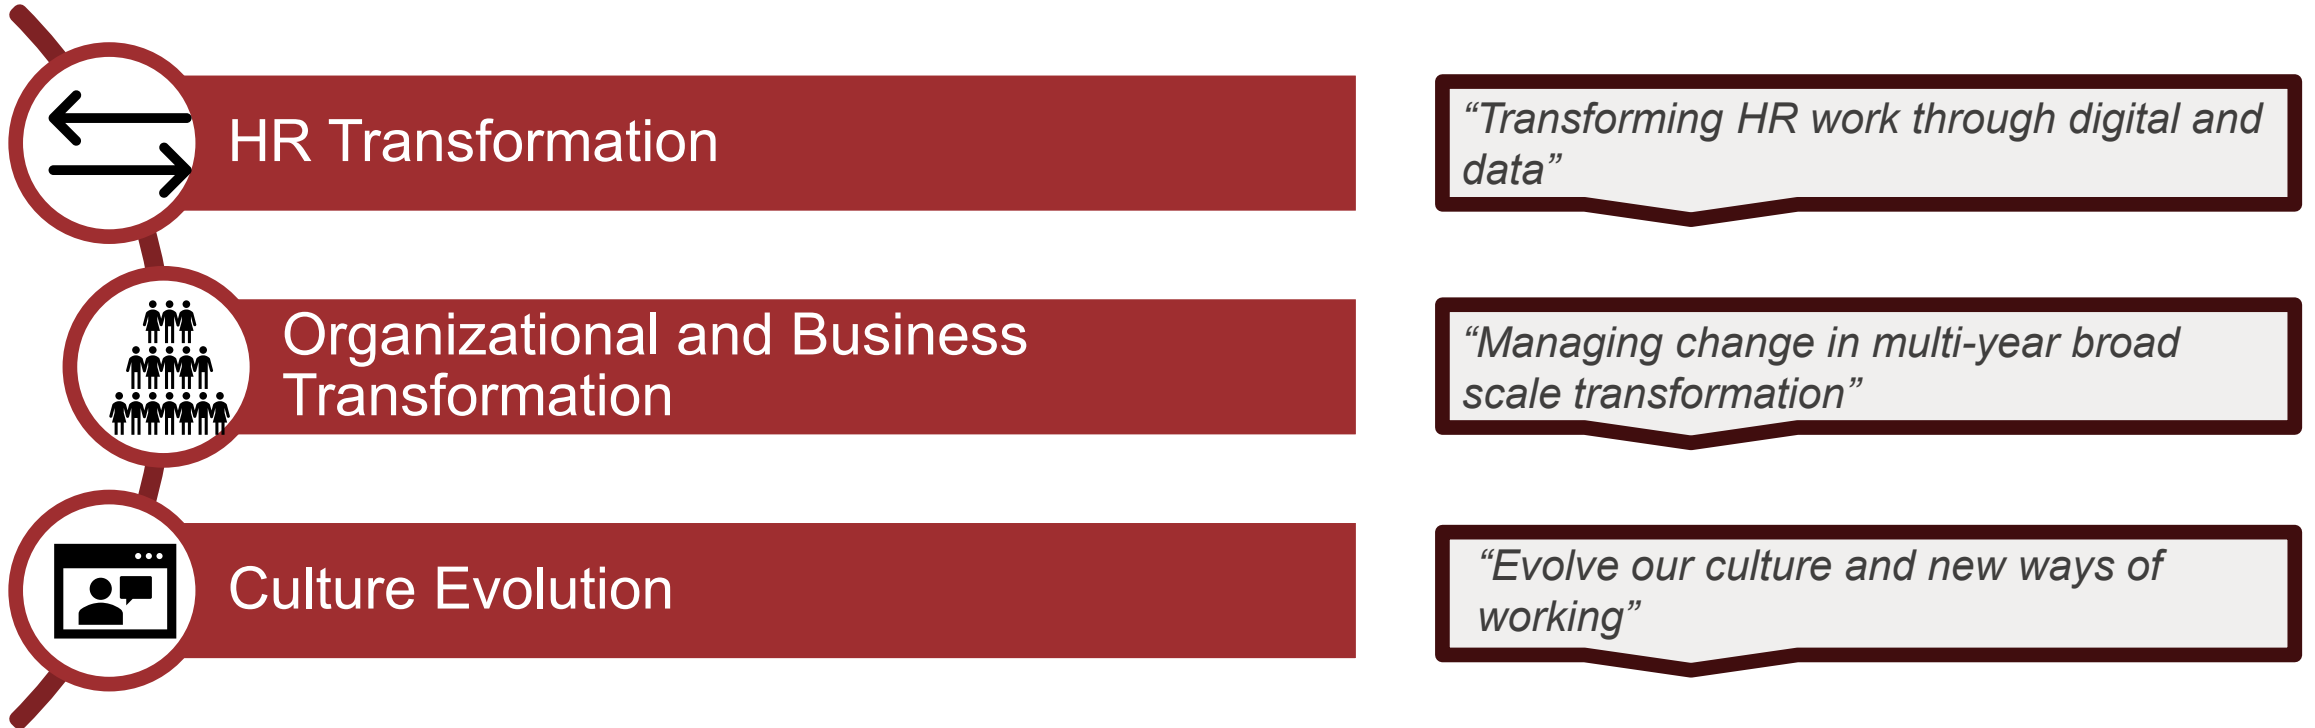 HR Transformation
“Transforming HR work through digital and
data”
Organizational and Business
Transformation
“Managing change in multi-year broad
scale transformation”
Culture Evolution
“Evolve our culture and new ways of
working”